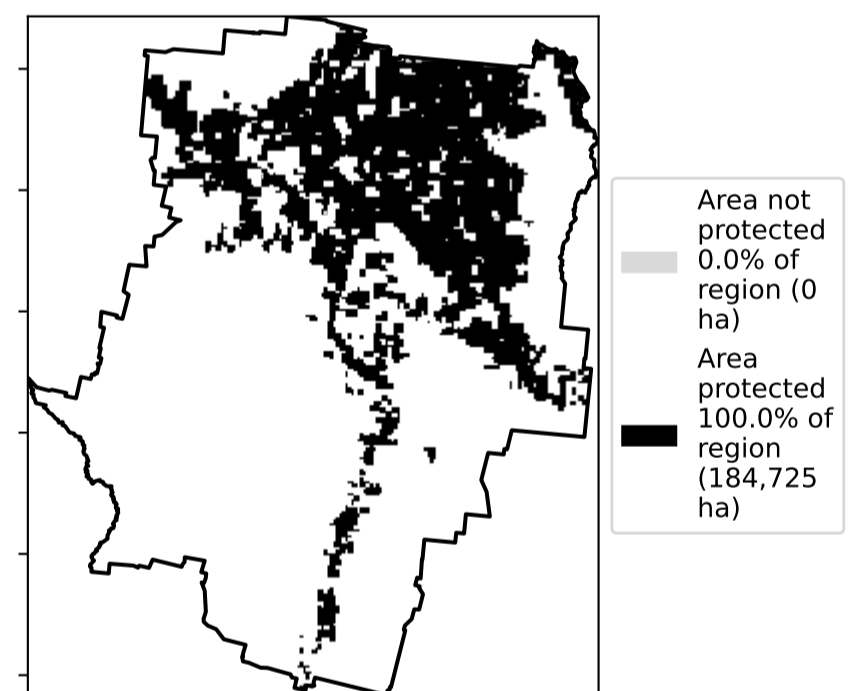 Area not
protected
0.0% of
region (0
ha)
Area
protected
100.0% of
region
(184,725
ha)